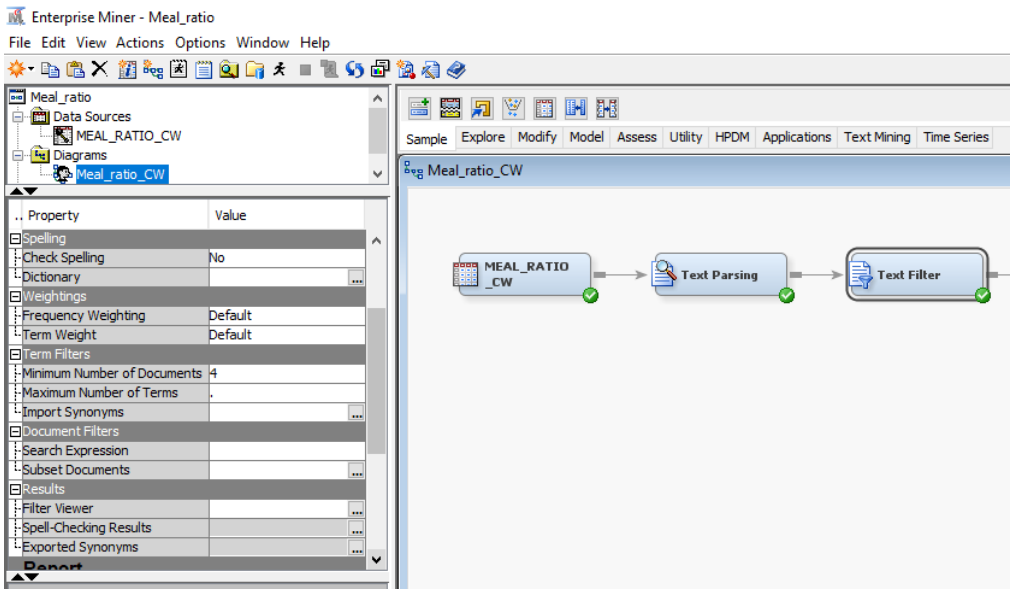 Enterprise Miner - Meal_ratio
File Edit View Actions Options Window Help
Meal_ratio
Data Sources
MEAL_RATIO_CW
Diagrams
Meal_ratio_CW
.. Property Value
Spelling
Check Spelling No
Dictionary ...
Weightings
Frequency Weighting Default
Term Weight Default
Term Filters
Minimum Number of Documents 4
Maximum Number of Terms .
Import Synonyms ...
Document Filters
Search Expression
Subset Documents ...
Results
Filter Viewer ...
Spell-Checking Results ...
Exported Synonyms ...
Report
Sample Explore Modify Model Assess Utility HPDM Applications Text Mining Time Series
Meal_ratio_CW
MEAL_RATIO
_CW
Text Parsing
Text Filter